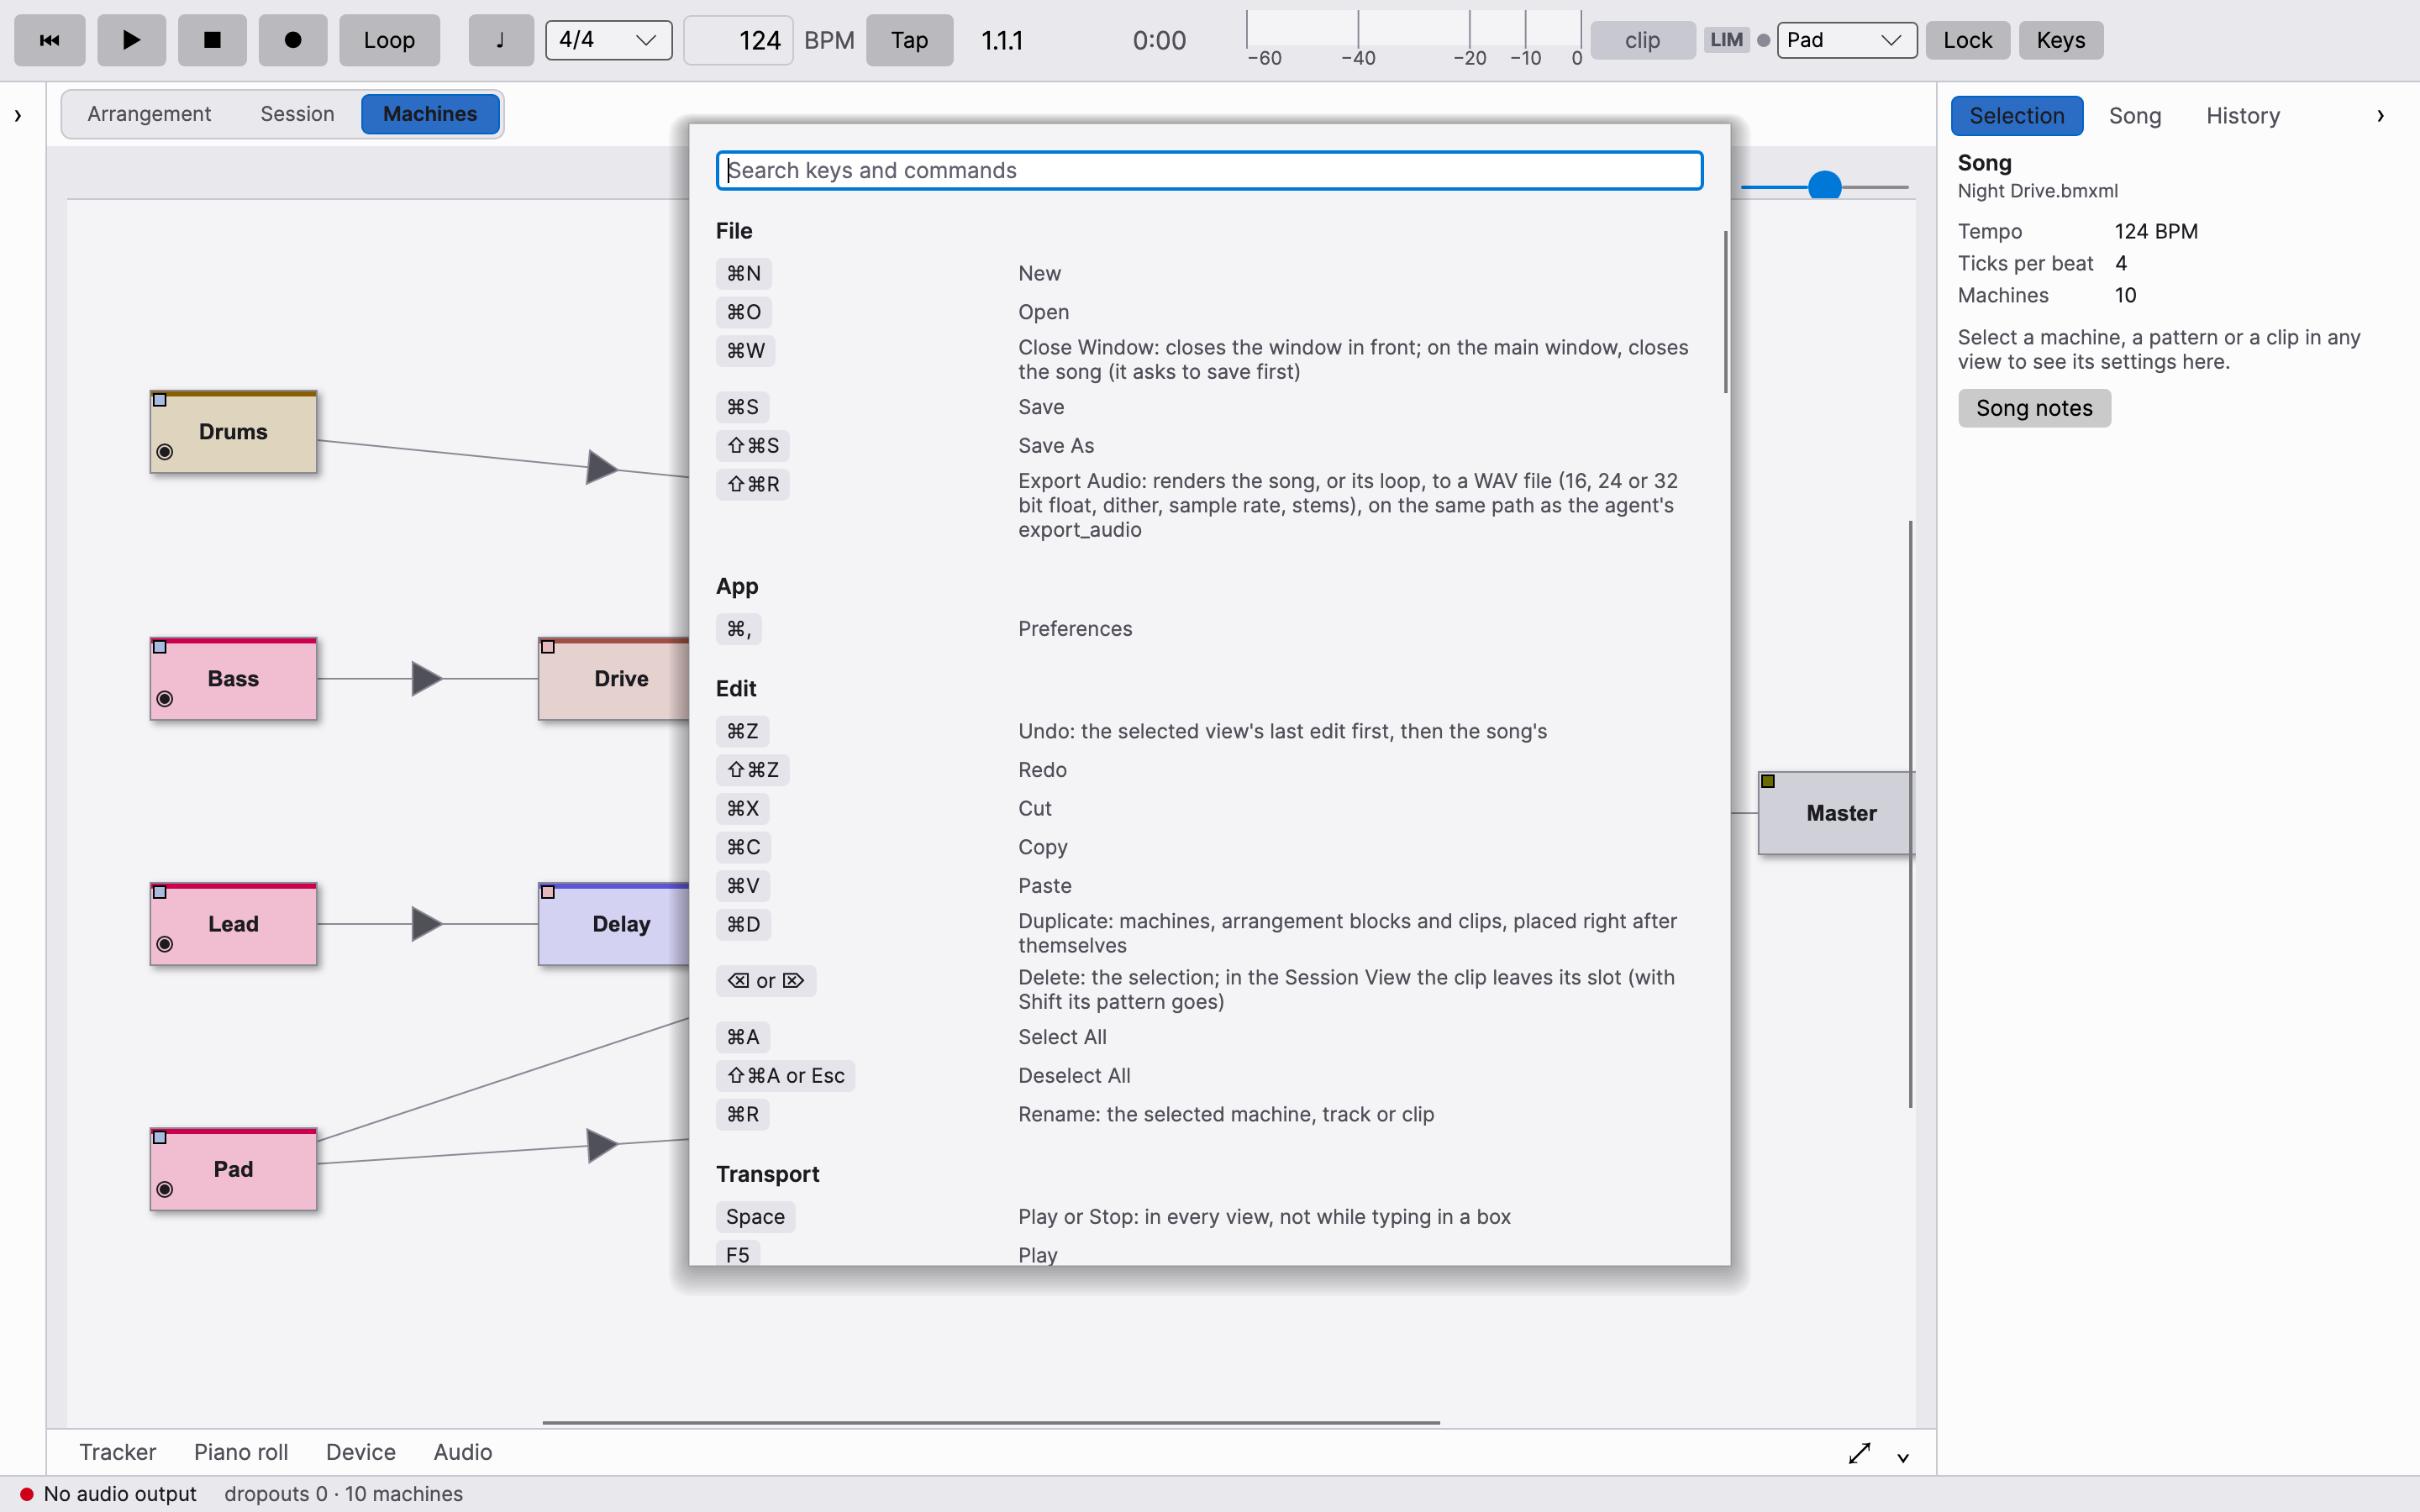 Loop
4/4
124 BPM
Tap
1.1.1
0:00
−60 −40 −20 −10 0
clip
LIM
Pad
Lock
Keys
Arrangement
Session
Machines
Selection
Song
History
Search keys and commands
File
⌘N New
⌘O Open
⌘W Close Window: closes the window in front; on the main window, closes
the song (it asks to save first)
⌘S Save
⇧⌘S Save As
⇧⌘R Export Audio: renders the song, or its loop, to a WAV file (16, 24 or 32
bit float, dither, sample rate, stems), on the same path as the agent's
export_audio
App
⌘, Preferences
Edit
⌘Z Undo: the selected view's last edit first, then the song's
⇧⌘Z Redo
⌘X Cut
⌘C Copy
⌘V Paste
⌘D Duplicate: machines, arrangement blocks and clips, placed right after
themselves
⌫ or ⌦ Delete: the selection; in the Session View the clip leaves its slot (with
Shift its pattern goes)
⌘A Select All
⇧⌘A or Esc Deselect All
⌘R Rename: the selected machine, track or clip
Transport
Space Play or Stop: in every view, not while typing in a box
F5 Play
Drums
Bass
Drive
Lead
Delay
Pad
Master
Song
Night Drive.bmxml
Tempo 124 BPM
Ticks per beat 4
Machines 10
Select a machine, a pattern or a clip in any
view to see its settings here.
Song notes
Tracker
Piano roll
Device
Audio
No audio output
dropouts 0 · 10 machines